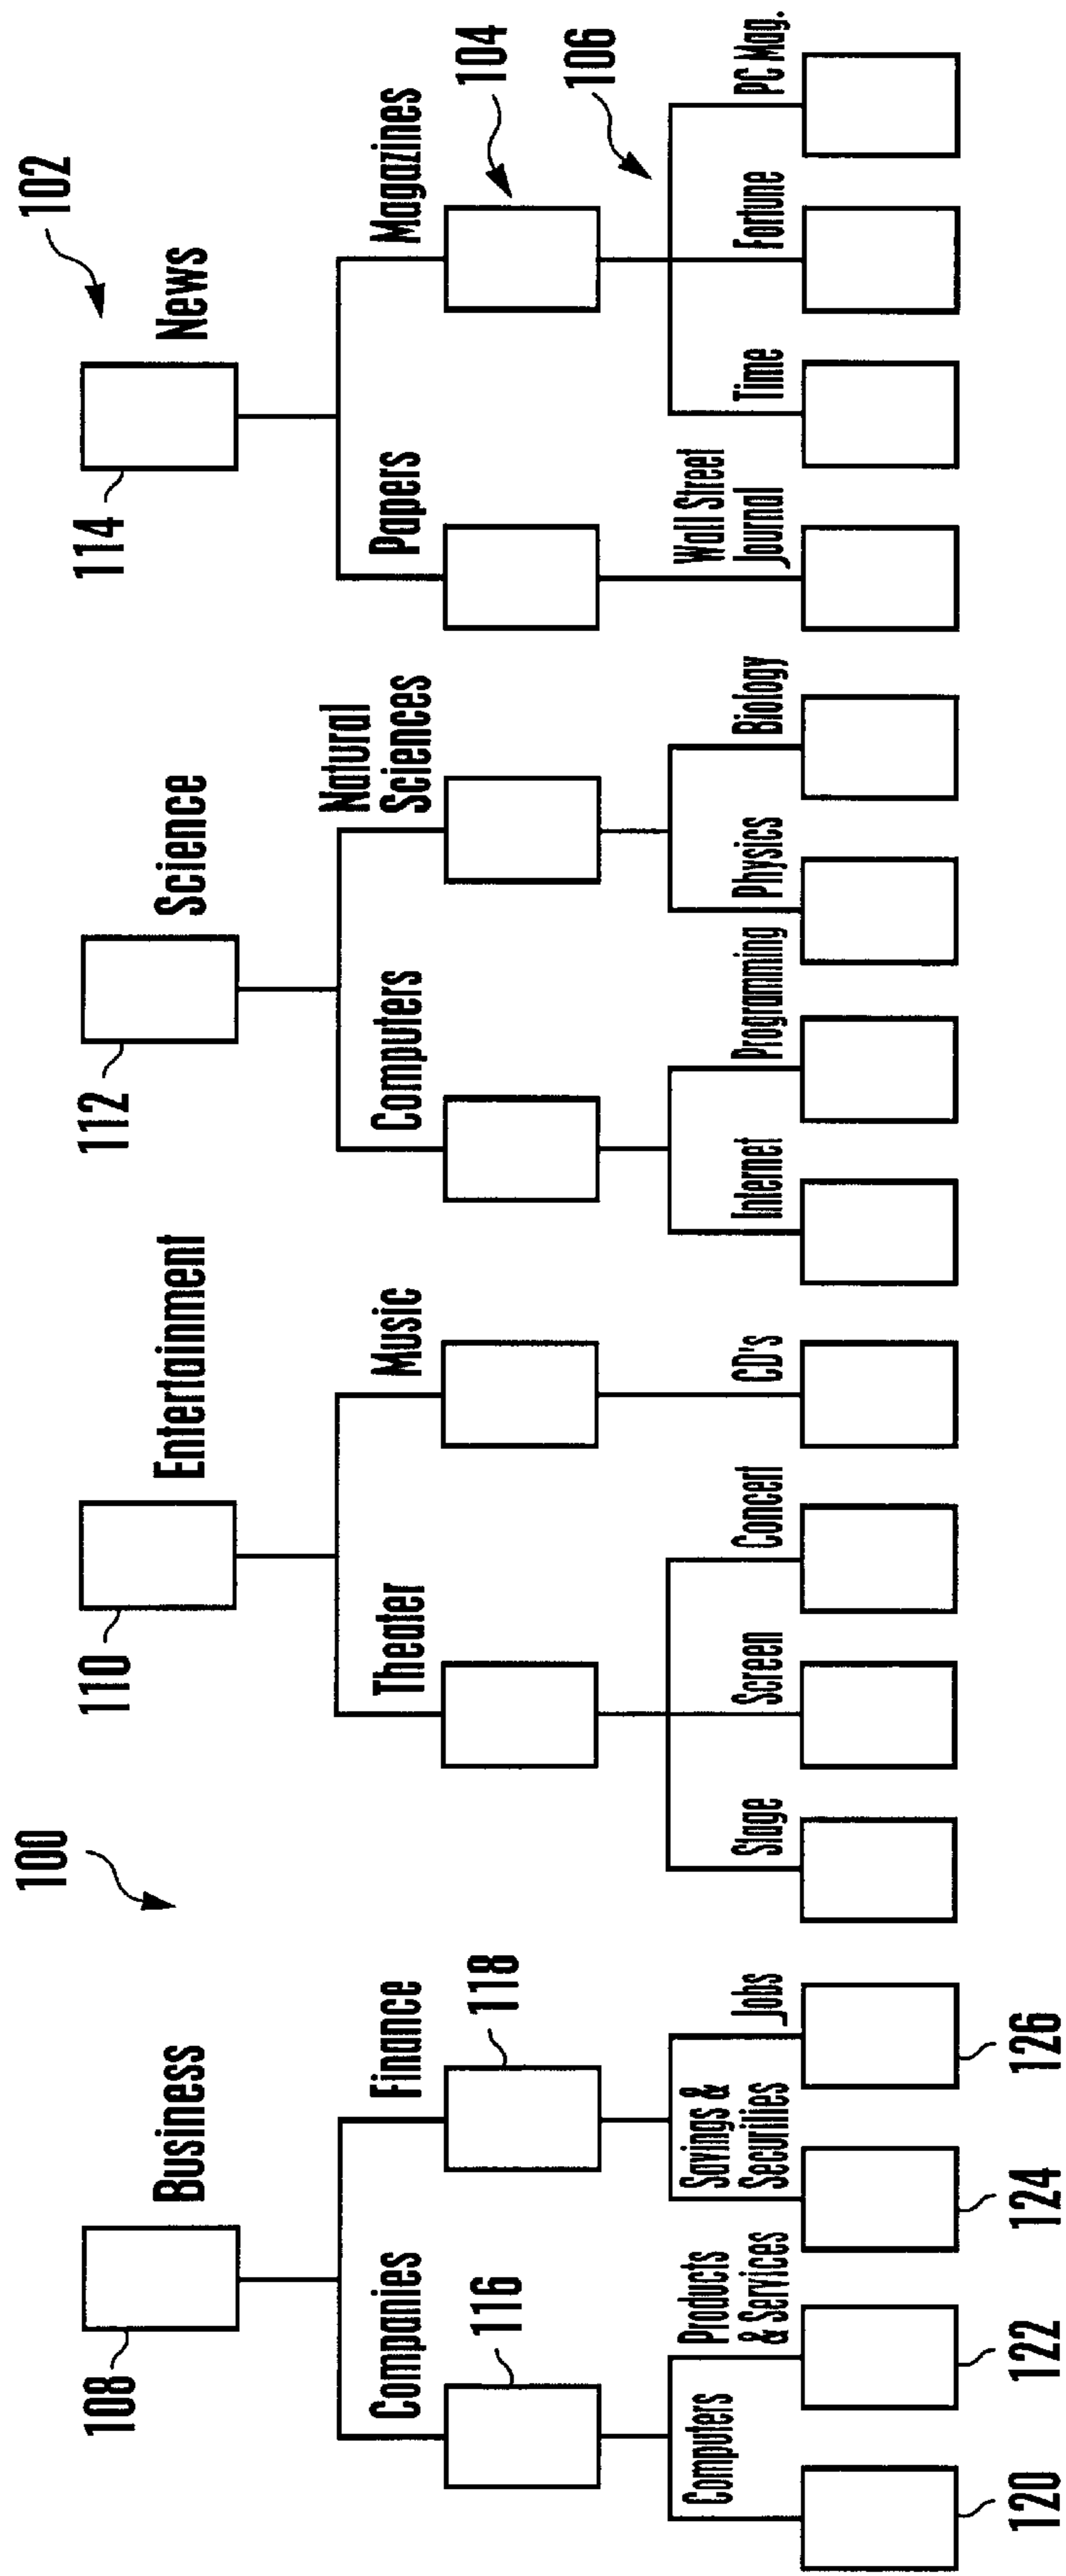 100
102
108
Business
110
Entertainment
112
Science
114
News
Companies
116
Finance
118
Theater
Music
Computers
Natural
Sciences
Papers
Magazines
104
106
Computers
Products
& Services
Savings &
Securities
Jobs
Stage
Screen
Concert
CD's
Internet
Programming
Physics
Biology
Wall Street
Journal
Time
Fortune
PC Mag.
120
122
124
126